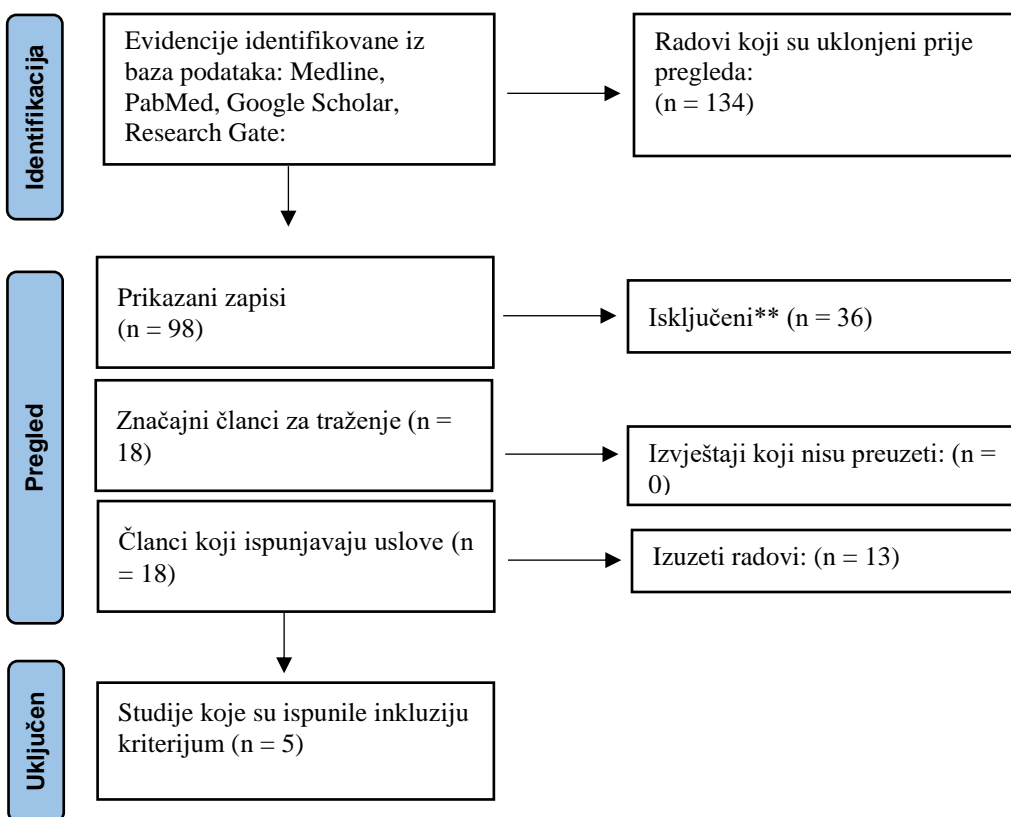 Identifikacija
Evidencije identifikovane iz
baza podataka: Medline,
PabMed, Google Scholar,
Research Gate:
Radovi koji su uklonjeni prije
pregleda:
(n = 134)
Pregled
Prikazani zapisi
(n = 98)
Isključeni** (n = 36)
Značajni članci za traženje (n =
18)
Izvještaji koji nisu preuzeti: (n =
0)
Članci koji ispunjavaju uslove (n
= 18)
Izuzeti radovi: (n = 13)
Uključen
Studije koje su ispunile inkluziju
kriterijum (n = 5)